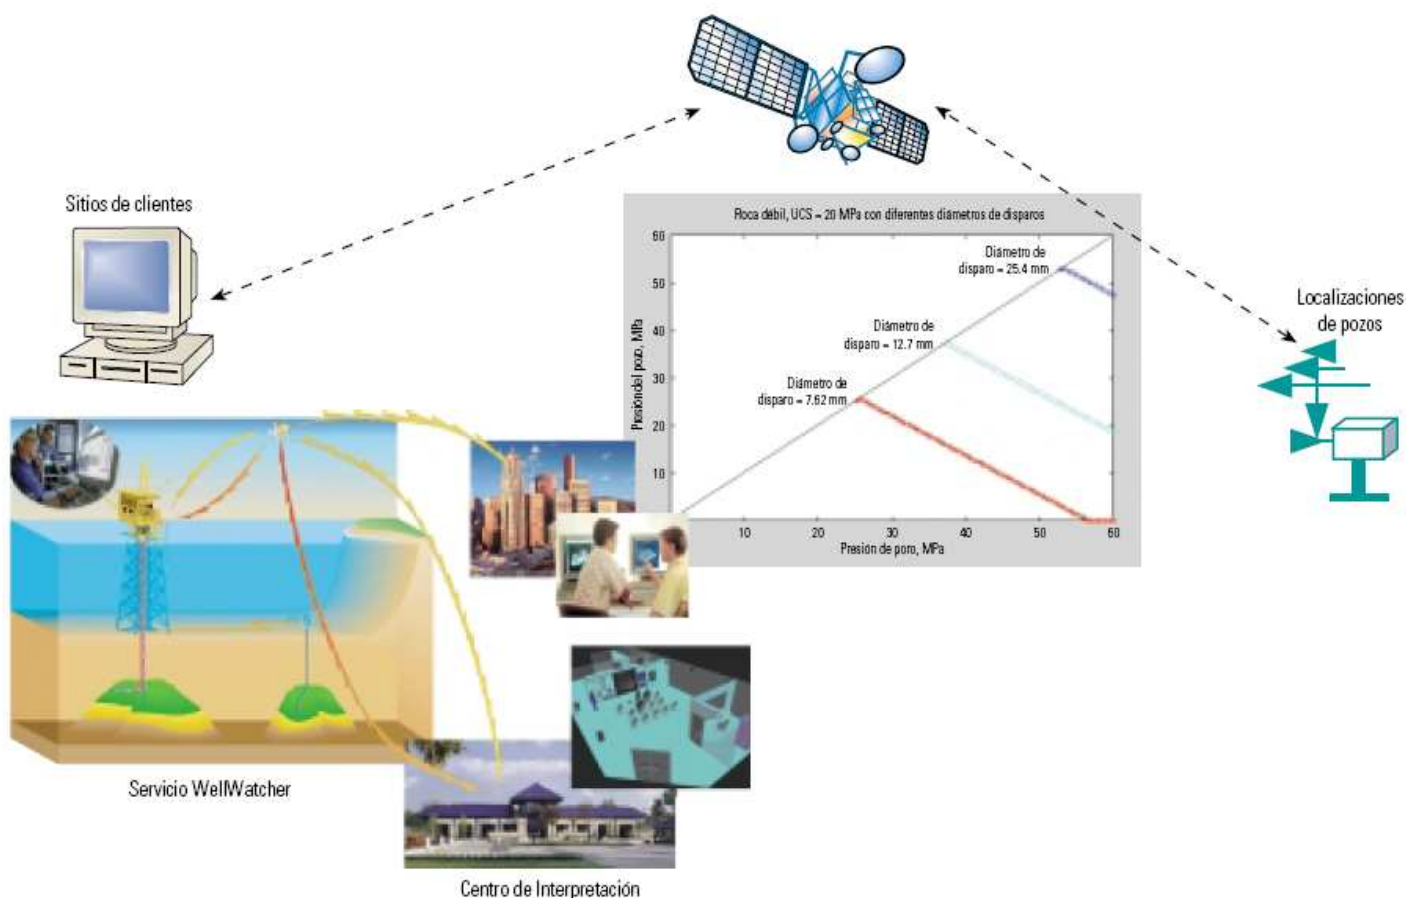 Sitios de clientes
Roca débil, UCS = 20 MPa con diferentes diámetros de disparos
60
50
40
30
20
10
Presión del pozo, MPa
Diámetro de
disparo = 25.4 mm
Diámetro de
disparo = 12.7 mm
Diámetro de
disparo = 7.62 mm
10
20
30
40
50
60
Presión de poro, MPa
Localizaciones
de pozos
Servicio WellWatcher
Centro de Interpretación